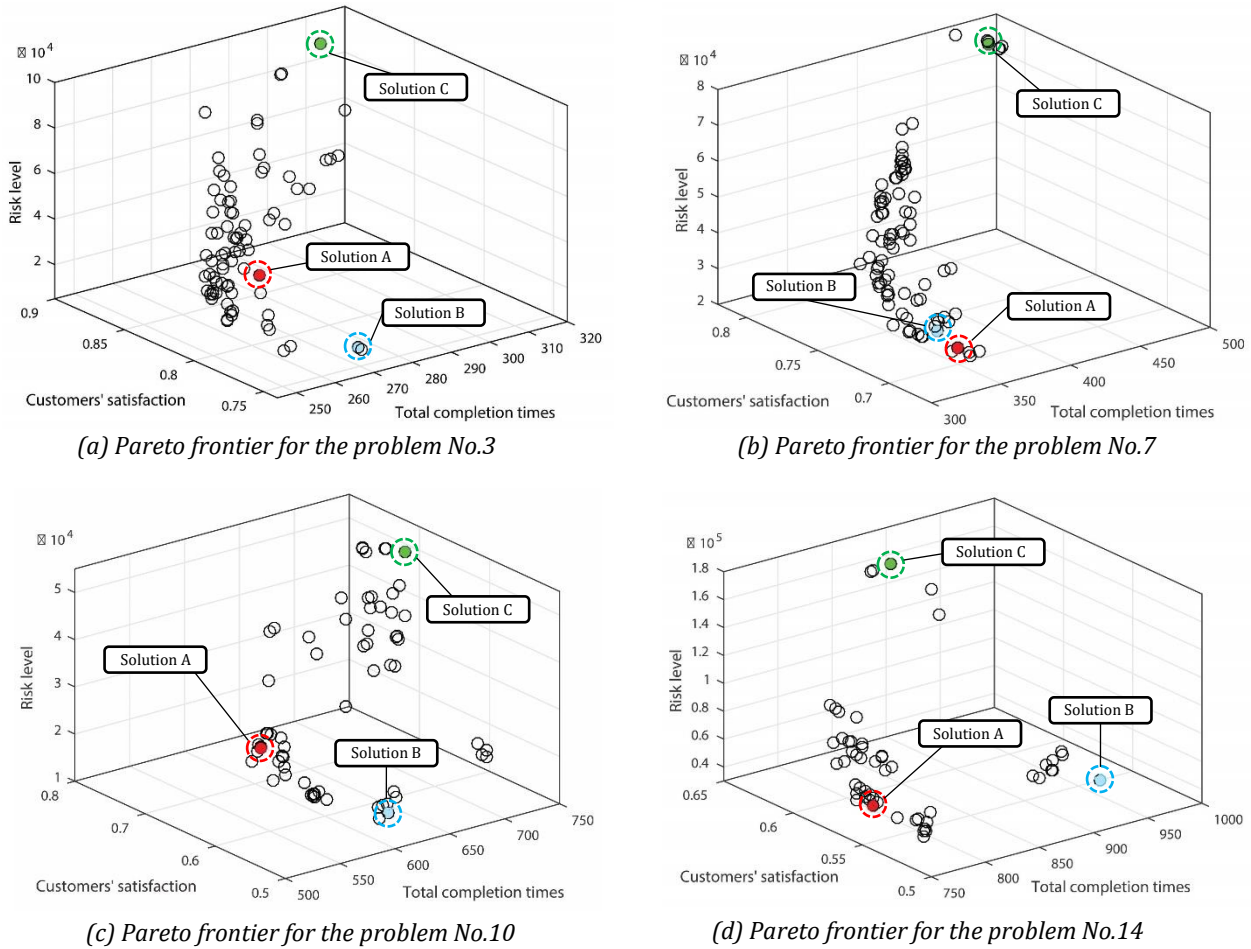 × 10^4
10
8
6
4
2
Risk level
0.9
0.85
0.8
0.75
Customers' satisfaction
250
260
270
280
290
300
310
320
Total completion times
Solution C
Solution A
Solution B
(a) Pareto frontier for the problem No.3
10^4
8
7
6
5
4
3
2
Risk level
0.8
0.75
0.7
Customers' satisfaction
300
350
400
450
500
Total completion times
Solution C
Solution B
Solution A
(b) Pareto frontier for the problem No.7
10^4
5
4
3
2
1
Risk level
0.8
0.7
0.6
0.5
Customers' satisfaction
500
550
600
650
700
750
Total completion times
Solution C
Solution A
Solution B
(c) Pareto frontier for the problem No.10
10^5
1.8
1.6
1.4
1.2
1
0.8
0.6
0.4
Risk level
0.65
0.6
0.55
0.5
Customers' satisfaction
750
800
850
900
950
1000
Total completion times
Solution C
Solution B
Solution A
(d) Pareto frontier for the problem No.14